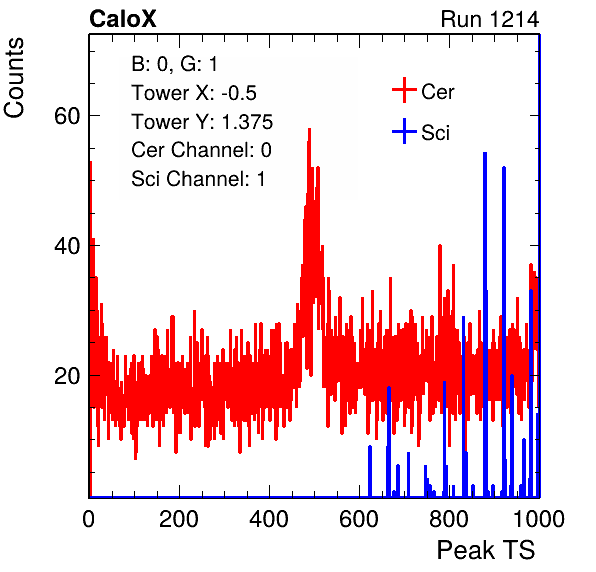 CaloX Run 1214
Counts
B: 0, G: 1
Tower X: -0.5
Tower Y: 1.375
Cer Channel: 0
Sci Channel: 1
Cer
Sci
60
40
20
0 200 400 600 800 1000
Peak TS